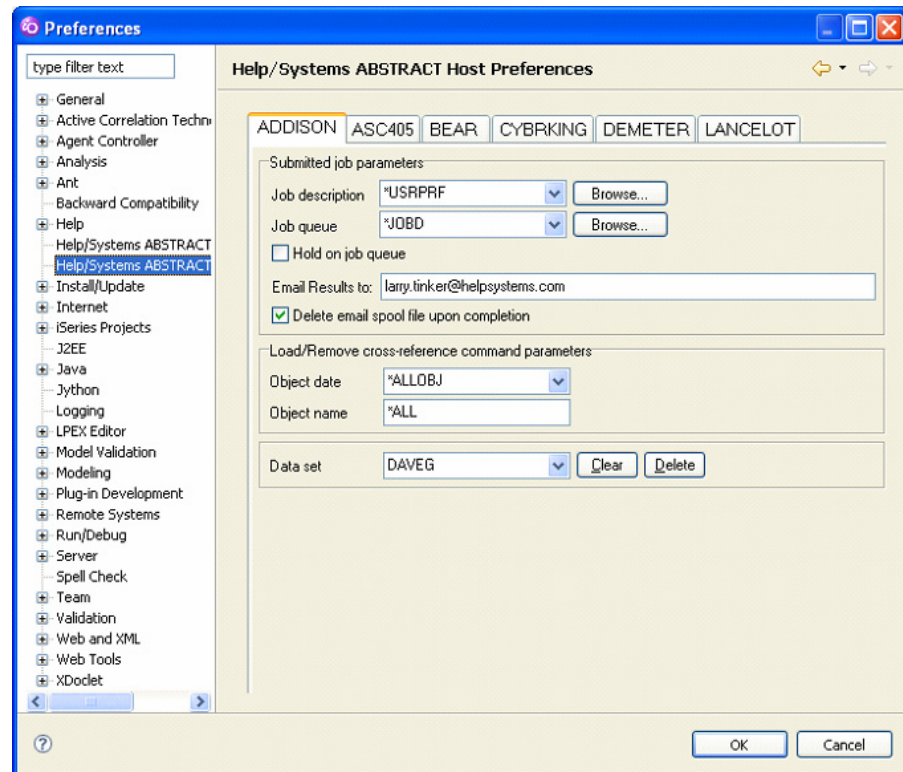 Preferences
type filter text
Help/Systems ABSTRACT Host Preferences
General
Active Correlation Techn
Agent Controller
Analysis
Ant
Backward Compatibility
Help
Help/Systems ABSTRACT
Help/Systems ABSTRACT
Install/Update
Internet
iSeries Projects
J2EE
Java
Jython
Logging
LPEX Editor
Model Validation
Modeling
Plug-in Development
Remote Systems
Run/Debug
Server
Spell Check
Team
Validation
Web and XML
Web Tools
XDoclet
ADDISON ASC405 BEAR CYBRKING DEMETER LANCELOT
Submitted job parameters
Job description *USRPRF Browse...
Job queue *JOBD Browse...
Hold on job queue
Email Results to: larry.tinker@helpsystems.com
Delete email spool file upon completion
Load/Remove cross-reference command parameters
Object date *ALLOBJ
Object name *ALL
Data set DAVEG Clear Delete
? OK Cancel